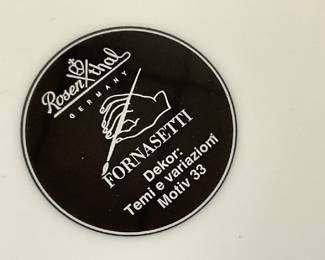 Rosenthal
GERMANY
FORNASETTI
Dekor:
Temi e variazioni
Motiv 33